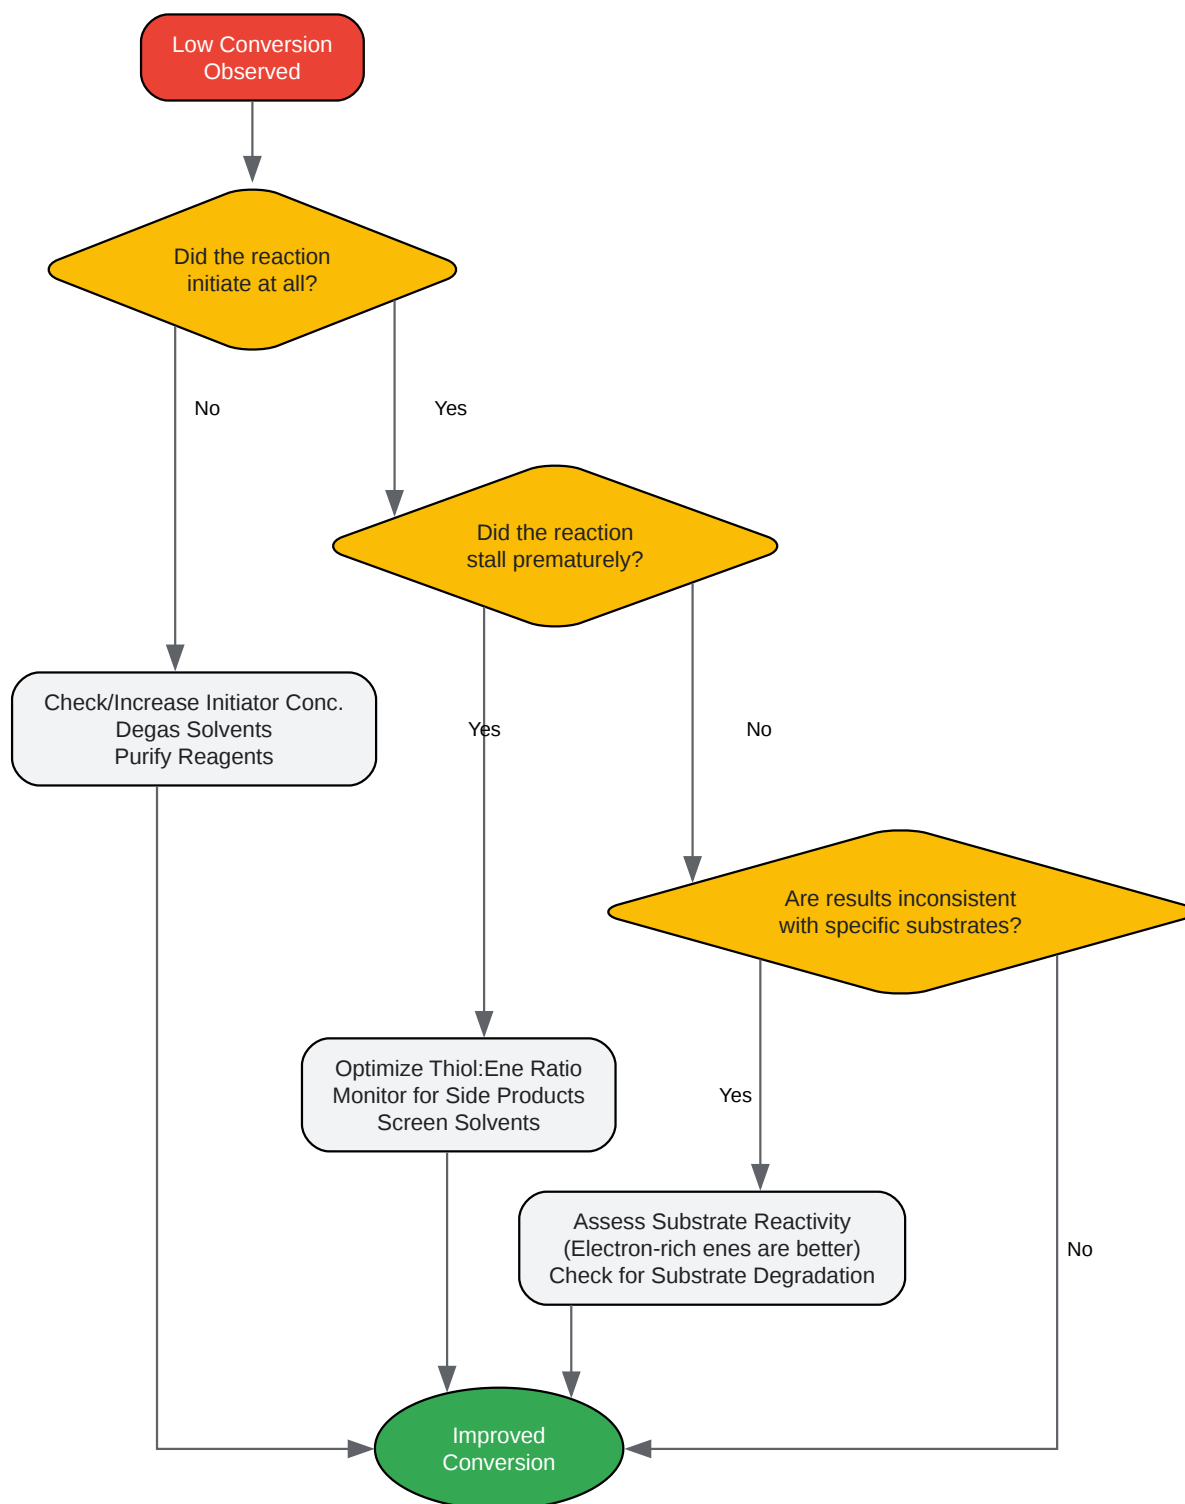 Low Conversion
Observed
Did the reaction
initiate at all?
No
Yes
Did the reaction
stall prematurely?
Check/Increase Initiator Conc.
Degas Solvents
Purify Reagents
Yes
No
Are results inconsistent
with specific substrates?
Optimize Thiol:Ene Ratio
Monitor for Side Products
Screen Solvents
Yes
Assess Substrate Reactivity
(Electron-rich enes are better)
Check for Substrate Degradation
No
Improved
Conversion